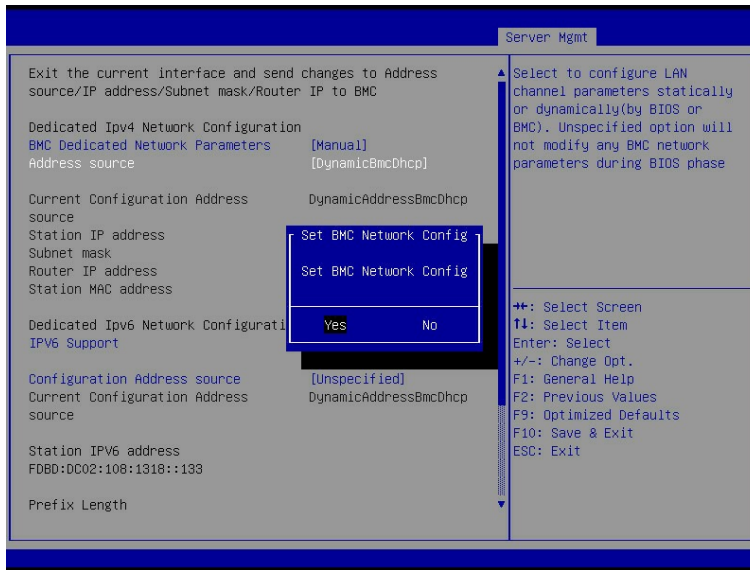 Server Mgmt
Exit the current interface and send changes to Address
source/IP address/Subnet mask/Router IP to BMC
Dedicated Ipv4 Network Configuration
BMC Dedicated Network Parameters [Manual]
Address source [DynamicBmcDhcp]
Current Configuration Address DynamicAddressBmcDhcp
source
Station IP address
Subnet mask
Router IP address
Station MAC address
Dedicated Ipv6 Network Configurati
IPV6 Support
Configuration Address source [Unspecified]
Current Configuration Address DynamicAddressBmcDhcp
source
Station IPV6 address
FDBD:DC02:108:1318::133
Prefix Length
Set BMC Network Config
Set BMC Network Config
Yes No
Select to configure LAN
channel parameters statically
or dynamically(by BIOS or
BMC). Unspecified option will
not modify any BMC network
parameters during BIOS phase
→←: Select Screen
↑↓: Select Item
Enter: Select
+/-: Change Opt.
F1: General Help
F2: Previous Values
F9: Optimized Defaults
F10: Save & Exit
ESC: Exit